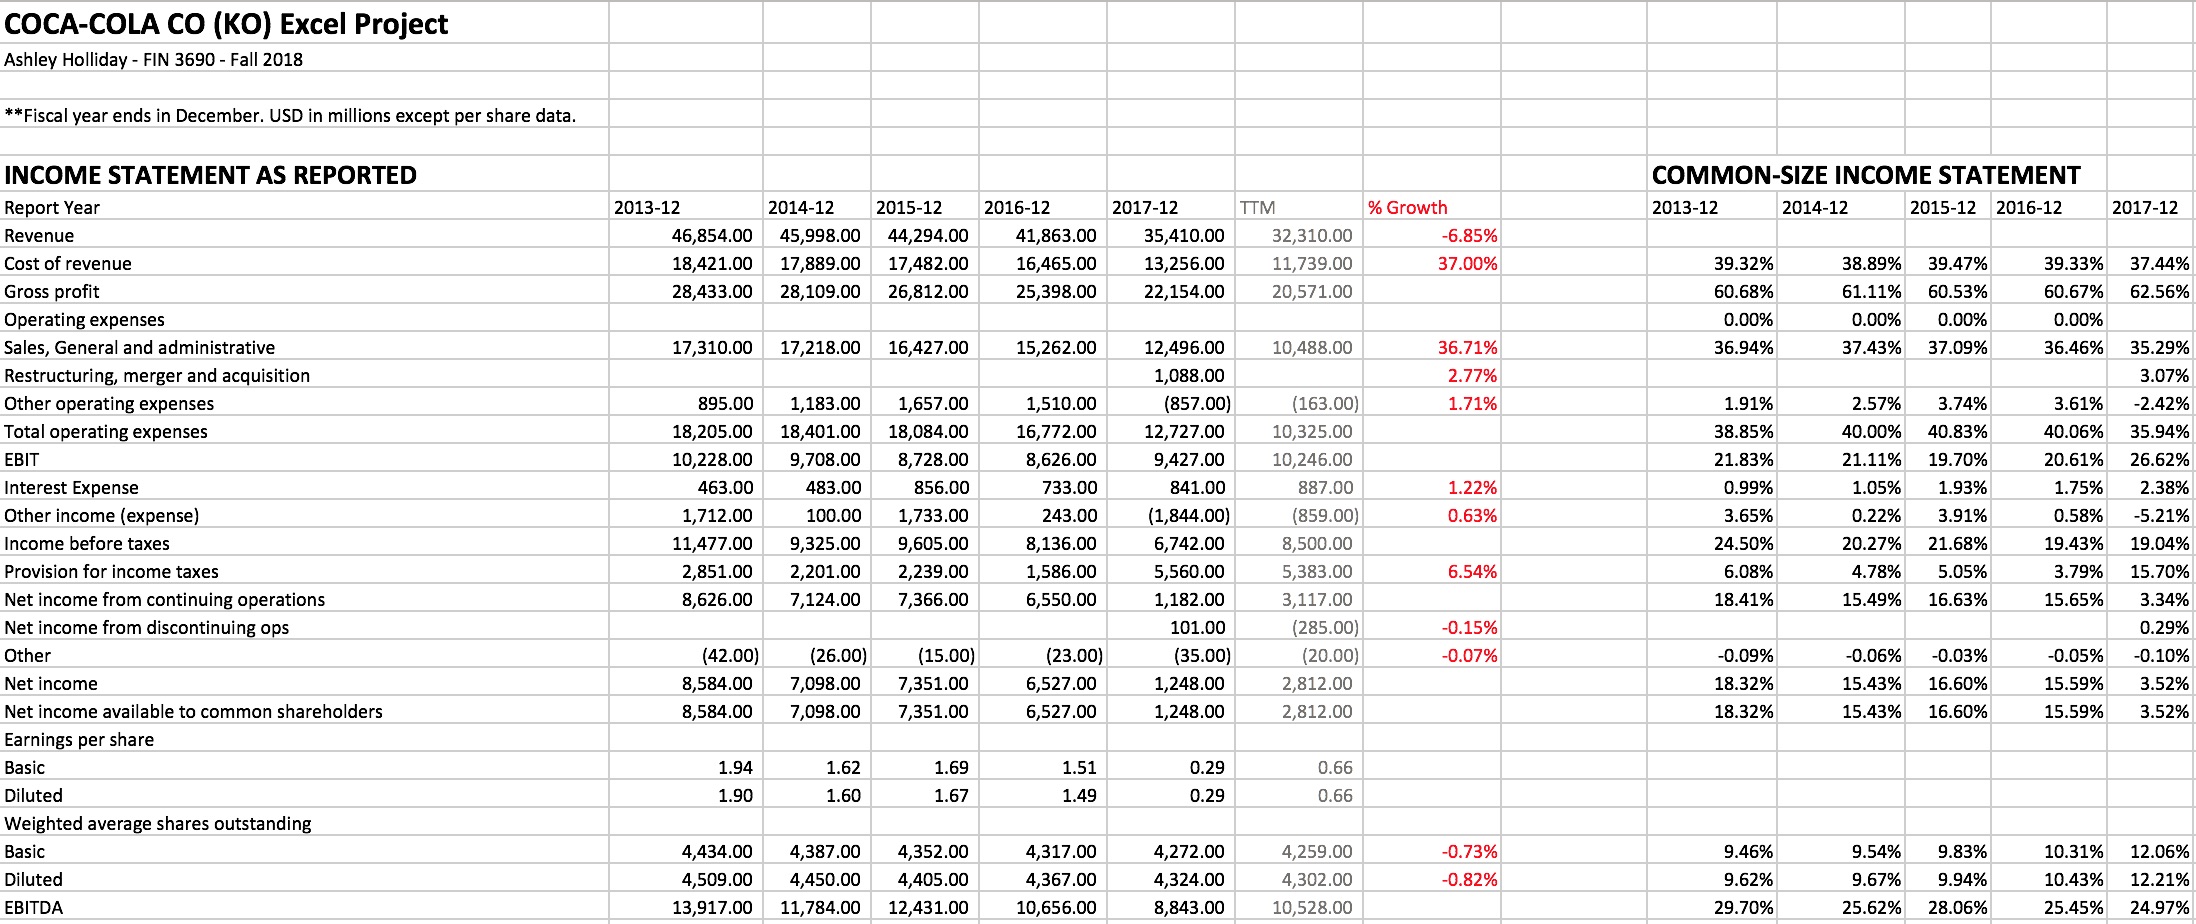 COCA-COLA CO (KO) Excel Project
Ashley Holliday - FIN 3690 - Fall 2018
**Fiscal year ends in December. USD in millions except per share data.
INCOME STATEMENT AS REPORTED COMMON-SIZE INCOME STATEMENT
Report Year 2013-12 2014-12 2015-12 2016-12 2017-12 TTM % Growth 2013-12 2014-12 2015-12 2016-12 2017-12
Revenue 46,854.00 45,998.00 44,294.00 41,863.00 35,410.00 32,310.00 -6.85%
Cost of revenue 18,421.00 17,889.00 17,482.00 16,465.00 13,256.00 11,739.00 37.00% 39.32% 38.89% 39.47% 39.33% 37.44%
Gross profit 28,433.00 28,109.00 26,812.00 25,398.00 22,154.00 20,571.00 60.68% 61.11% 60.53% 60.67% 62.56%
Operating expenses 0.00% 0.00% 0.00% 0.00%
Sales, General and administrative 17,310.00 17,218.00 16,427.00 15,262.00 12,496.00 10,488.00 36.71% 36.94% 37.43% 37.09% 36.46% 35.29%
Restructuring, merger and acquisition 1,088.00 2.77% 3.07%
Other operating expenses 895.00 1,183.00 1,657.00 1,510.00 (857.00) (163.00) 1.71% 1.91% 2.57% 3.74% 3.61% -2.42%
Total operating expenses 18,205.00 18,401.00 18,084.00 16,772.00 12,727.00 10,325.00 38.85% 40.00% 40.83% 40.06% 35.94%
EBIT 10,228.00 9,708.00 8,728.00 8,626.00 9,427.00 10,246.00 21.83% 21.11% 19.70% 20.61% 26.62%
Interest Expense 463.00 483.00 856.00 733.00 841.00 887.00 1.22% 0.99% 1.05% 1.93% 1.75% 2.38%
Other income (expense) 1,712.00 100.00 1,733.00 243.00 (1,844.00) (859.00) 0.63% 3.65% 0.22% 3.91% 0.58% -5.21%
Income before taxes 11,477.00 9,325.00 9,605.00 8,136.00 6,742.00 8,500.00 24.50% 20.27% 21.68% 19.43% 19.04%
Provision for income taxes 2,851.00 2,201.00 2,239.00 1,586.00 5,560.00 5,383.00 6.54% 6.08% 4.78% 5.05% 3.79% 15.70%
Net income from continuing operations 8,626.00 7,124.00 7,366.00 6,550.00 1,182.00 3,117.00 18.41% 15.49% 16.63% 15.65% 3.34%
Net income from discontinuing ops 101.00 (285.00) -0.15% 0.29%
Other (42.00) (26.00) (15.00) (23.00) (35.00) (20.00) -0.07% -0.09% -0.06% -0.03% -0.05% -0.10%
Net income 8,584.00 7,098.00 7,351.00 6,527.00 1,248.00 2,812.00 18.32% 15.43% 16.60% 15.59% 3.52%
Net income available to common shareholders 8,584.00 7,098.00 7,351.00 6,527.00 1,248.00 2,812.00 18.32% 15.43% 16.60% 15.59% 3.52%
Earnings per share
Basic 1.94 1.62 1.69 1.51 0.29 0.66
Diluted 1.90 1.60 1.67 1.49 0.29 0.66
Weighted average shares outstanding
Basic 4,434.00 4,387.00 4,352.00 4,317.00 4,272.00 4,259.00 -0.73% 9.46% 9.54% 9.83% 10.31% 12.06%
Diluted 4,509.00 4,450.00 4,405.00 4,367.00 4,324.00 4,302.00 -0.82% 9.62% 9.67% 9.94% 10.43% 12.21%
EBITDA 13,917.00 11,784.00 12,431.00 10,656.00 8,843.00 10,528.00 29.70% 25.62% 28.06% 25.45% 24.97%